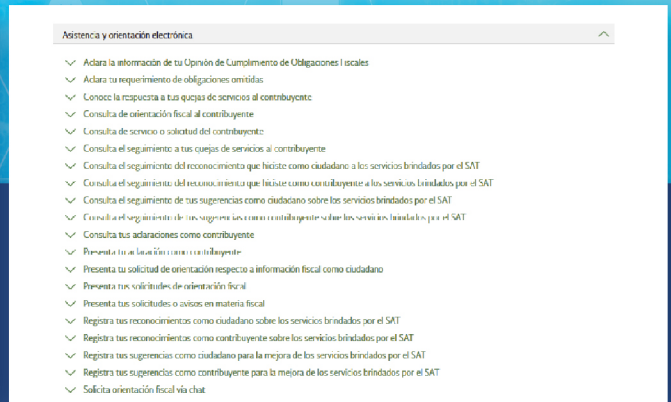 Asistencia y orientación electrónica
Aclara la información de tu Opinión de Cumplimiento de Obligaciones Fiscales
Aclara tu requerimiento de obligaciones omitidas
Conoce la respuesta a tus quejas de servicios al contribuyente
Consulta de orientación fiscal al contribuyente
Consulta de servicio o solicitud del contribuyente
Consulta el seguimiento a tus quejas de servicios al contribuyente
Consulta el seguimiento del reconocimiento que hiciste como ciudadano a los servicios brindados por el SAT
Consulta el seguimiento del reconocimiento que hiciste como contribuyente a los servicios brindados por el SAT
Consulta el seguimiento de tus sugerencias como ciudadano sobre los servicios brindados por el SAT
Consulta el seguimiento de tus sugerencias como contribuyente sobre los servicios brindados por el SAT
Consulta tus aclaraciones como contribuyente
Presenta tu aclaración como contribuyente
Presenta tu solicitud de orientación respecto a información fiscal como ciudadano
Presenta tus solicitudes de orientación fiscal
Presenta tus solicitudes o avisos en materia fiscal
Registra tus reconocimientos como ciudadano sobre los servicios brindados por el SAT
Registra tus reconocimientos como contribuyente sobre los servicios brindados por el SAT
Registra tus sugerencias como ciudadano para la mejora de los servicios brindados por el SAT
Registra tus sugerencias como contribuyente para la mejora de los servicios brindados por el SAT
Solicita orientación fiscal vía chat